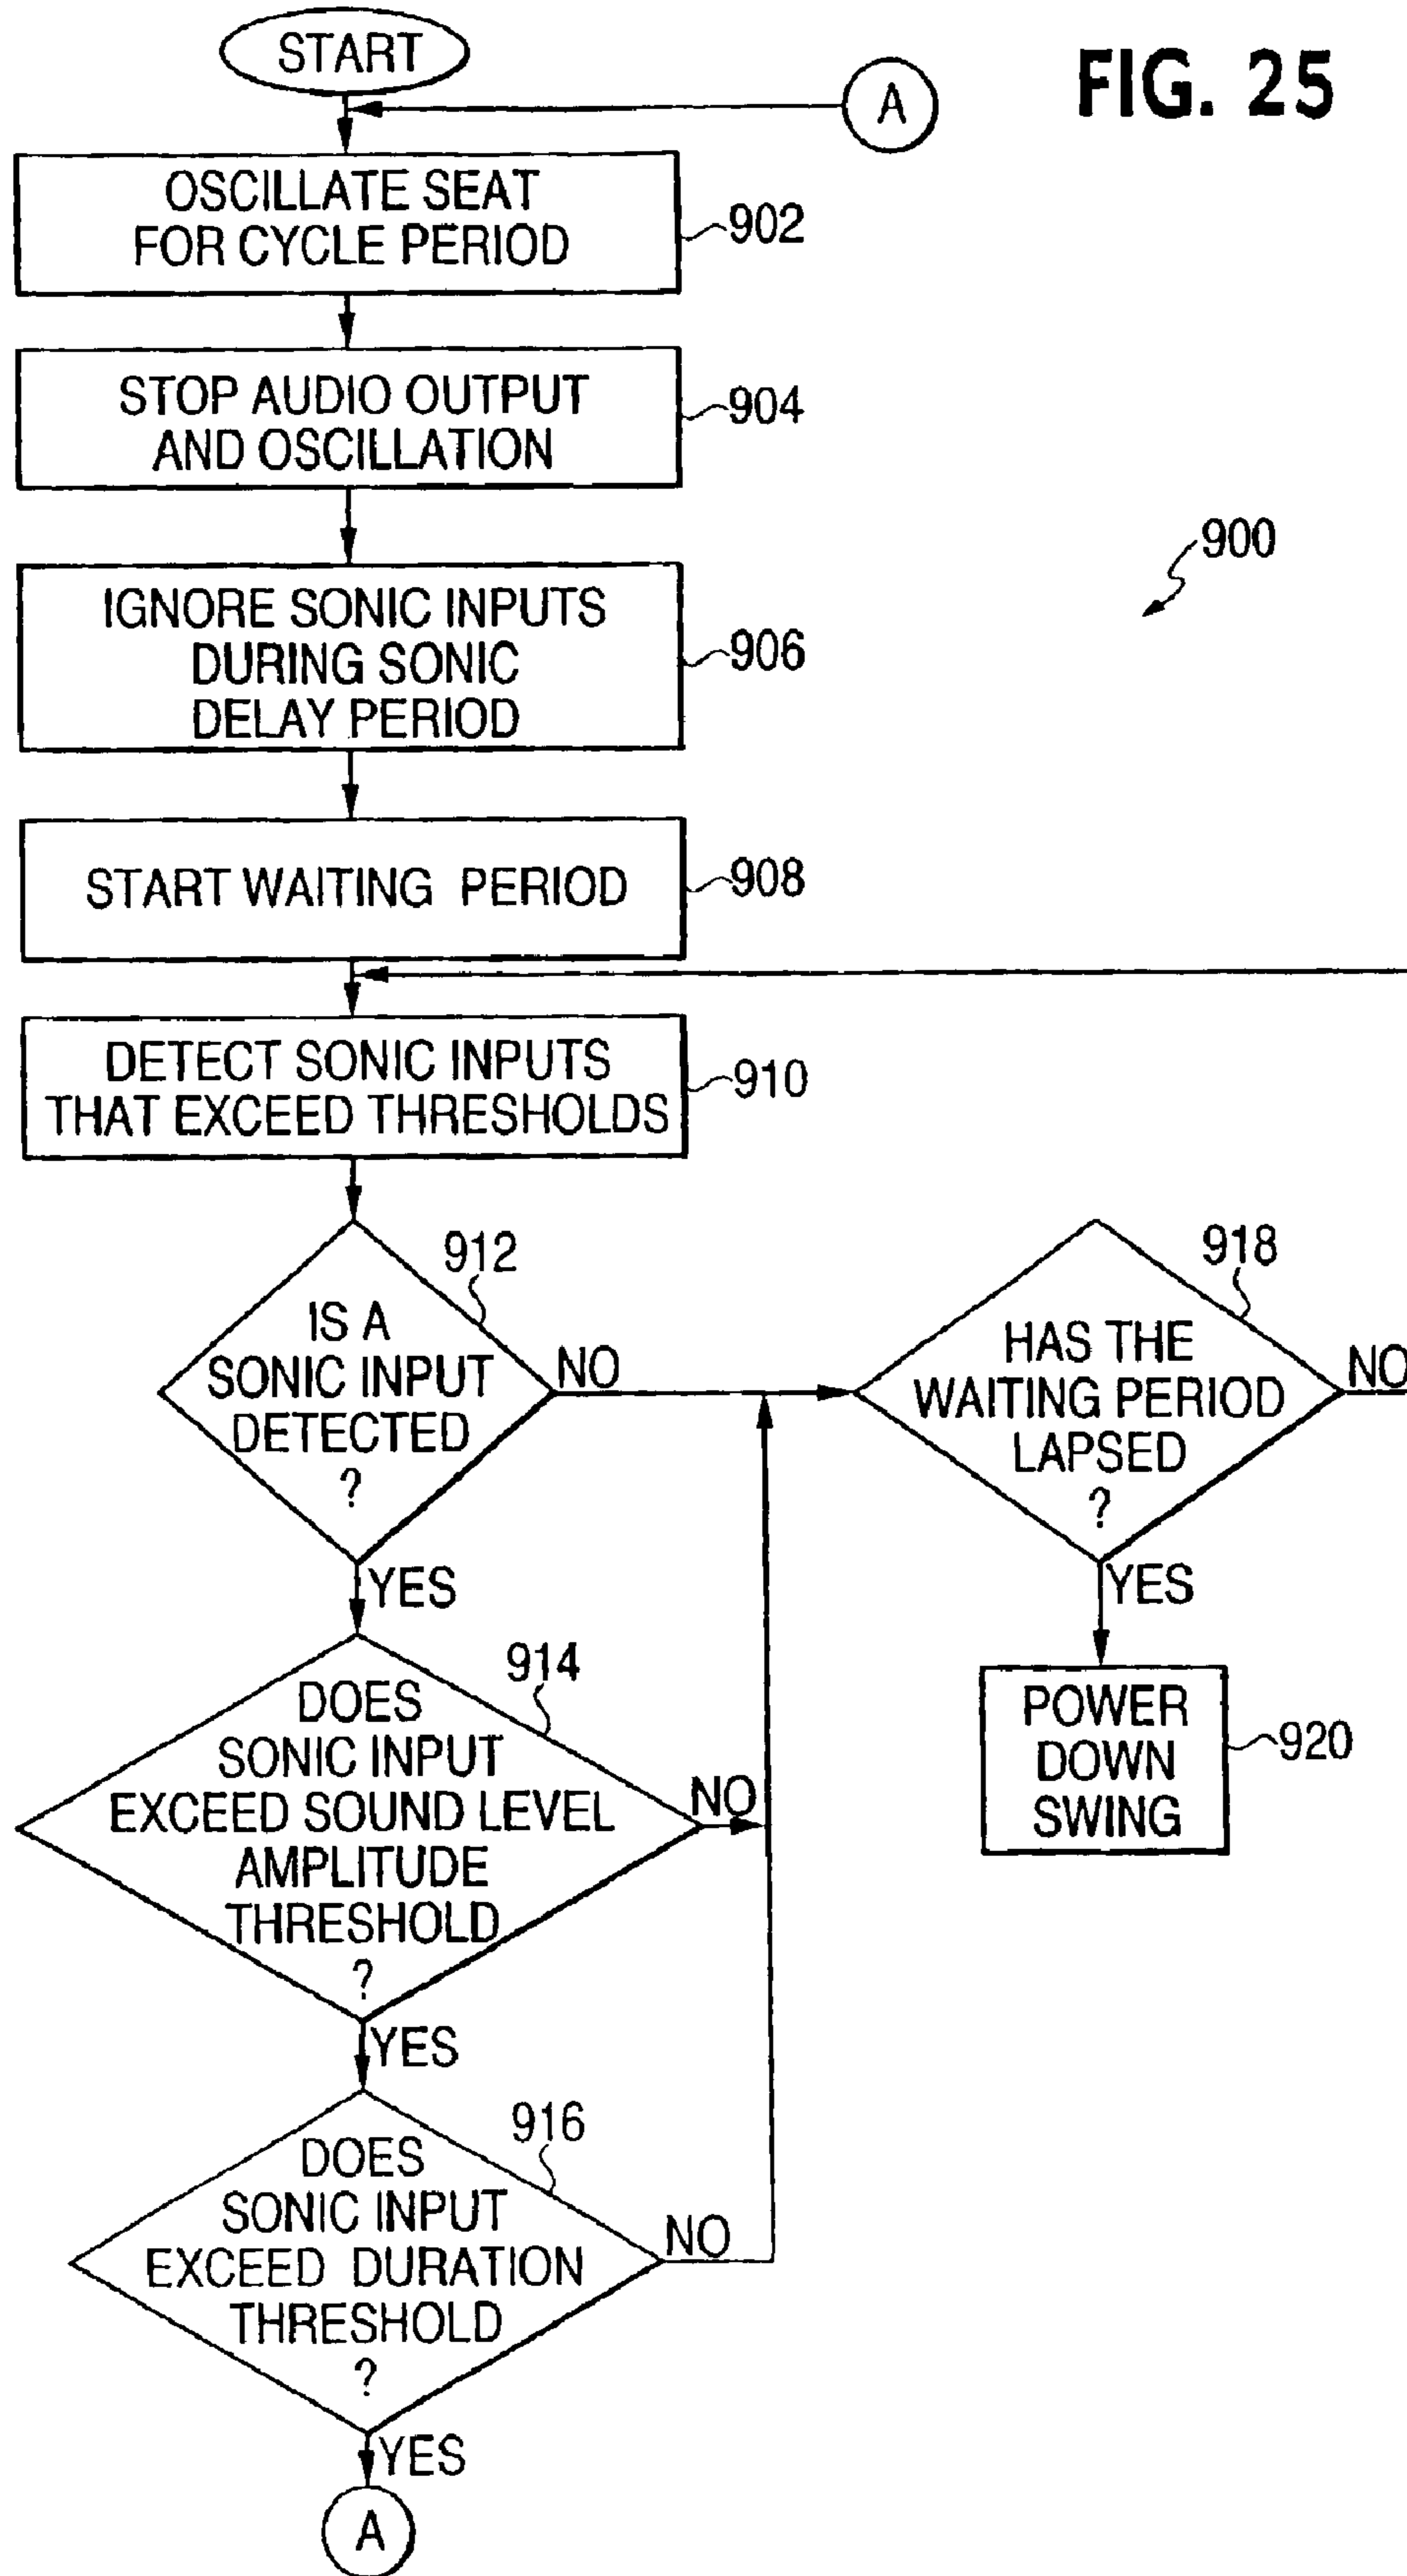 FIG. 25
START
A
OSCILLATE SEAT
FOR CYCLE PERIOD
902
STOP AUDIO OUTPUT
AND OSCILLATION
904
900
IGNORE SONIC INPUTS
DURING SONIC
DELAY PERIOD
906
START WAITING PERIOD
908
DETECT SONIC INPUTS
THAT EXCEED THRESHOLDS
910
912
IS A
SONIC INPUT
DETECTED
?
NO
YES
918
HAS THE
WAITING PERIOD
LAPSED
?
NO
YES
914
DOES
SONIC INPUT
EXCEED SOUND LEVEL
AMPLITUDE
THRESHOLD
?
NO
YES
POWER
DOWN
SWING
920
916
DOES
SONIC INPUT
EXCEED DURATION
THRESHOLD
?
NO
YES
A